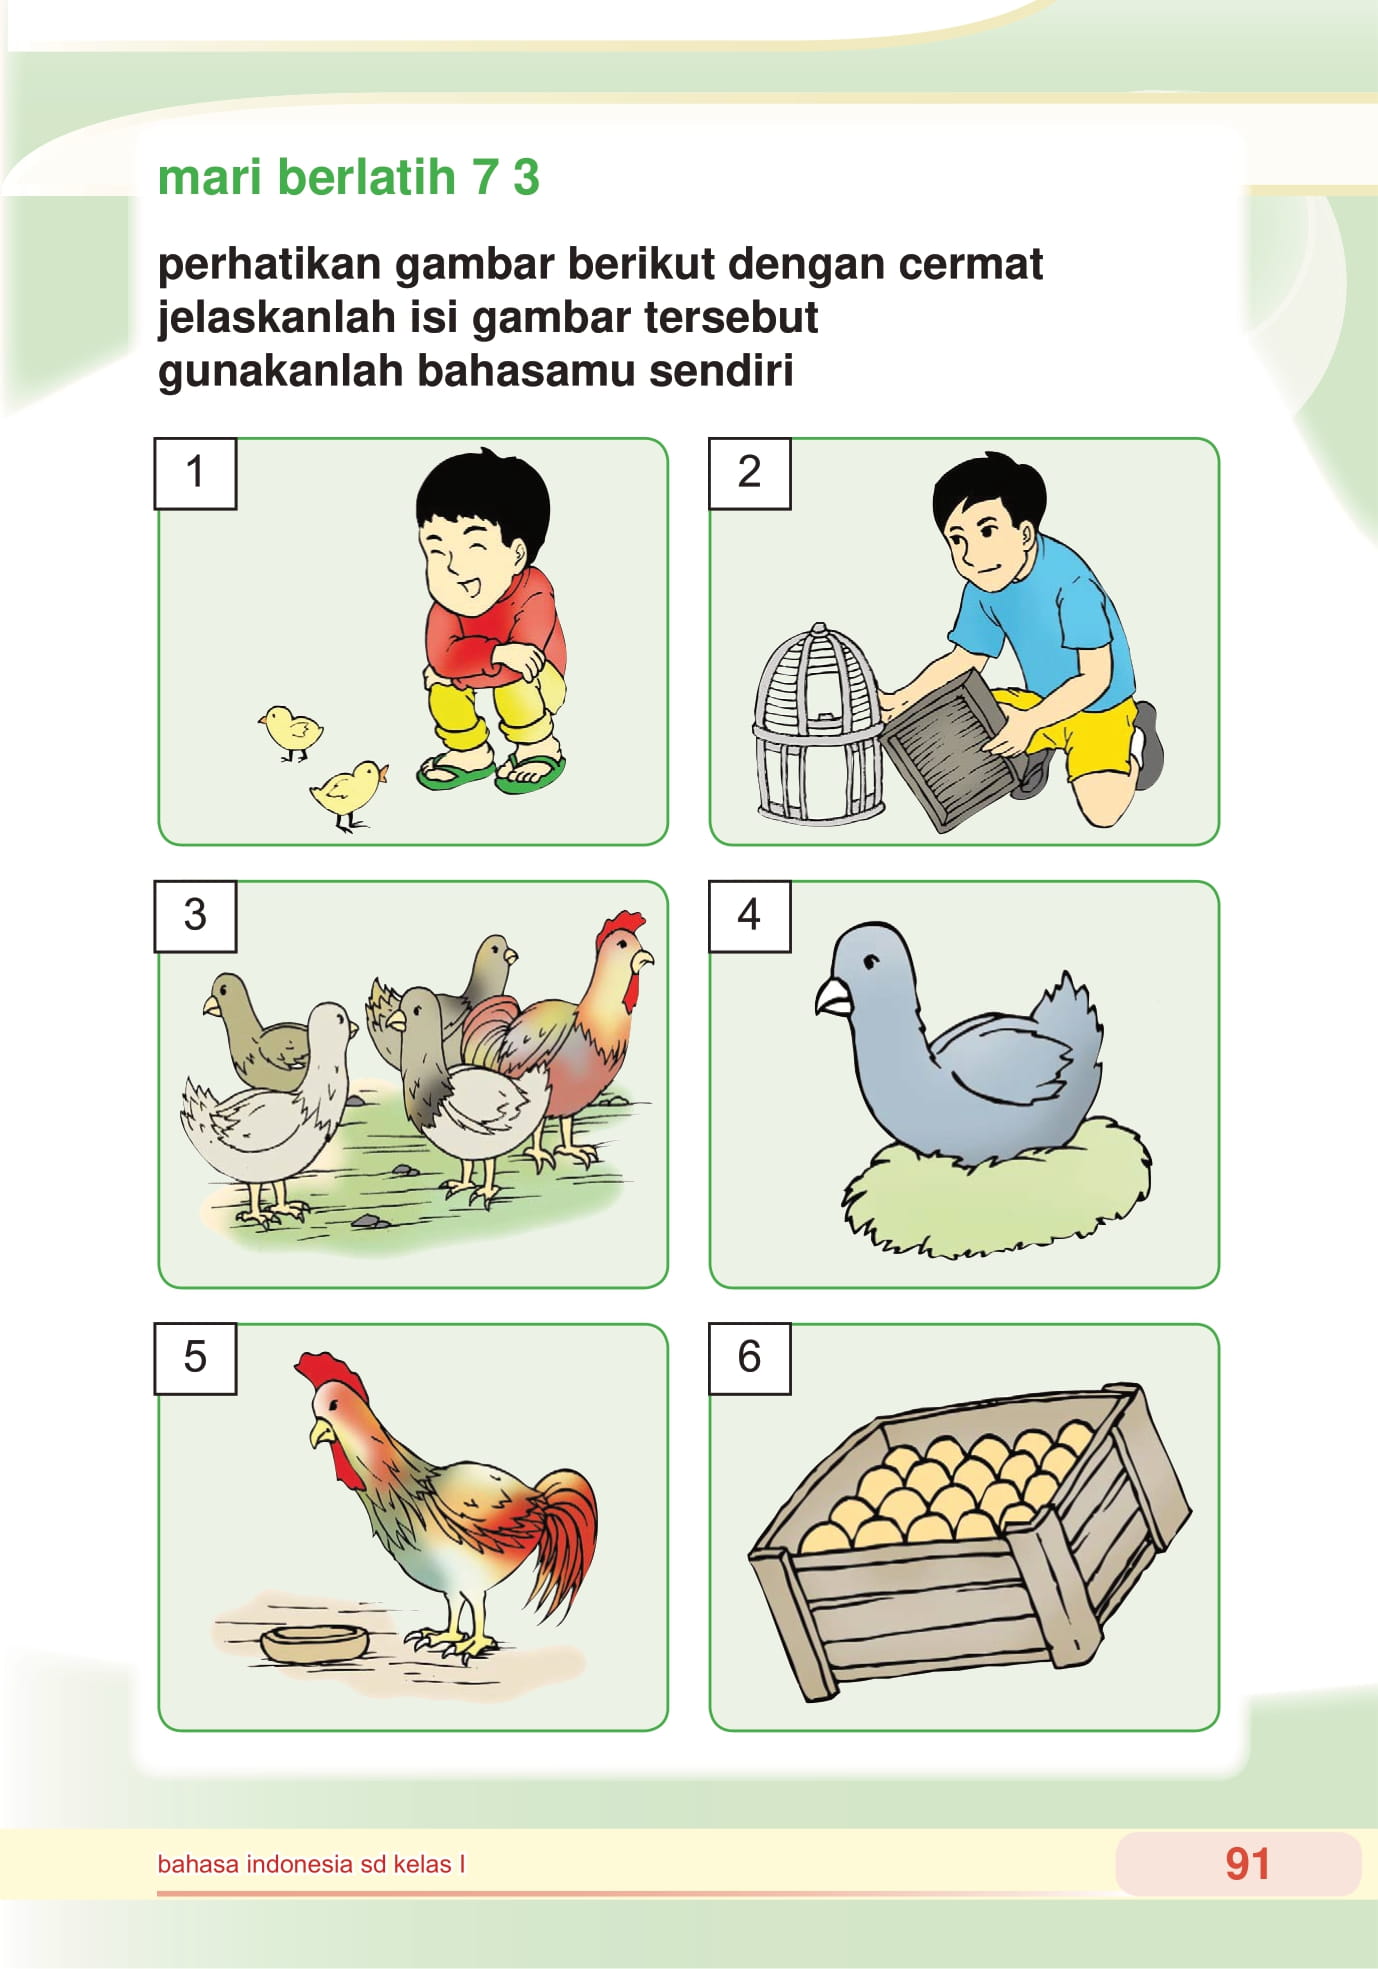 mari berlatih 7 3
perhatikan gambar berikut dengan cermat
jelaskanlah isi gambar tersebut
gunakanlah bahasamu sendiri
1
2
3
4
5
6
bahasa indonesia sd kelas I
91